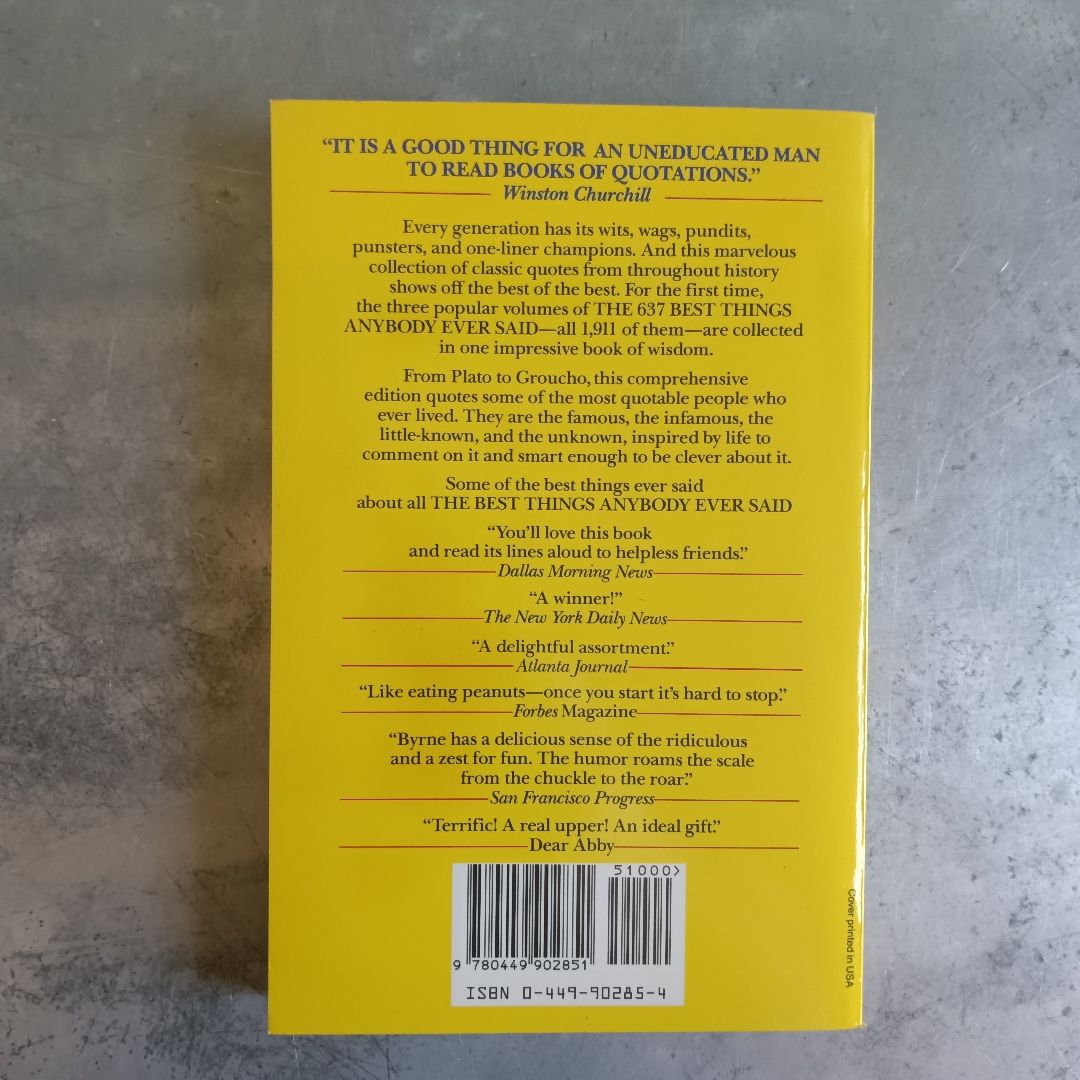 “IT IS A GOOD THING FOR AN UNEDUCATED MAN
TO READ BOOKS OF QUOTATIONS.”
Winston Churchill
Every generation has its wits, wags, pundits,
punsters, and one-liner champions. And this marvelous
collection of classic quotes from throughout history
shows off the best of the best. For the first time,
the three popular volumes of THE 637 BEST THINGS
ANYBODY EVER SAID—all 1,911 of them—are collected
in one impressive book of wisdom.
From Plato to Groucho, this comprehensive
edition quotes some of the most quotable people who
ever lived. They are the famous, the infamous, the
little-known, and the unknown, inspired by life to
comment on it and smart enough to be clever about it.
Some of the best things ever said
about all THE BEST THINGS ANYBODY EVER SAID
“You’ll love this book
and read its lines aloud to helpless friends.”
Dallas Morning News
“A winner!”
The New York Daily News
“A delightful assortment.”
Atlanta Journal
“Like eating peanuts—once you start it’s hard to stop.”
Forbes Magazine
“Byrne has a delicious sense of the ridiculous
and a zest for fun. The humor roams the scale
from the chuckle to the roar.”
San Francisco Progress
“Terrific! A real upper! An ideal gift.”
Dear Abby
51000>
9 780449 902851
ISBN 0-449-90285-4
Cover printed in USA